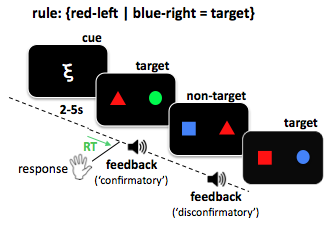 rule: {red-left | blue-right = target}
cue
ξ
target
non-target
target
2-5s
RT
response
feedback
('confirmatory')
feedback
('disconfirmatory')